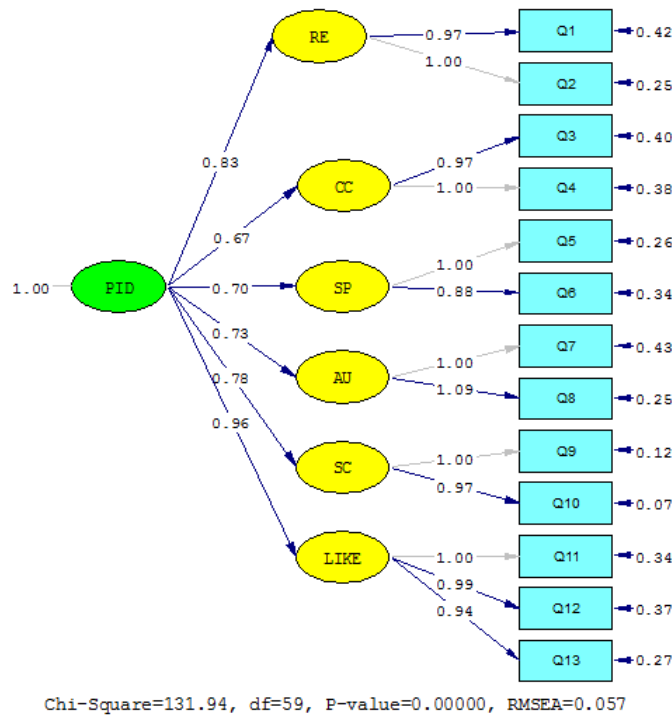 RE 0.97 Q1 0.42
1.00 Q2 0.25
0.83 0.97 Q3 0.40
CC 1.00 Q4 0.38
0.67 1.00 Q5 0.26
1.00 PID 0.70 SP 0.88 Q6 0.34
0.73 1.00 Q7 0.43
AU 1.09 Q8 0.25
0.78
0.96 1.00 Q9 0.12
SC 0.97 Q10 0.07
LIKE 1.00 Q11 0.34
0.99 Q12 0.37
0.94 Q13 0.27
Chi-Square=131.94, df=59, P-value=0.00000, RMSEA=0.057